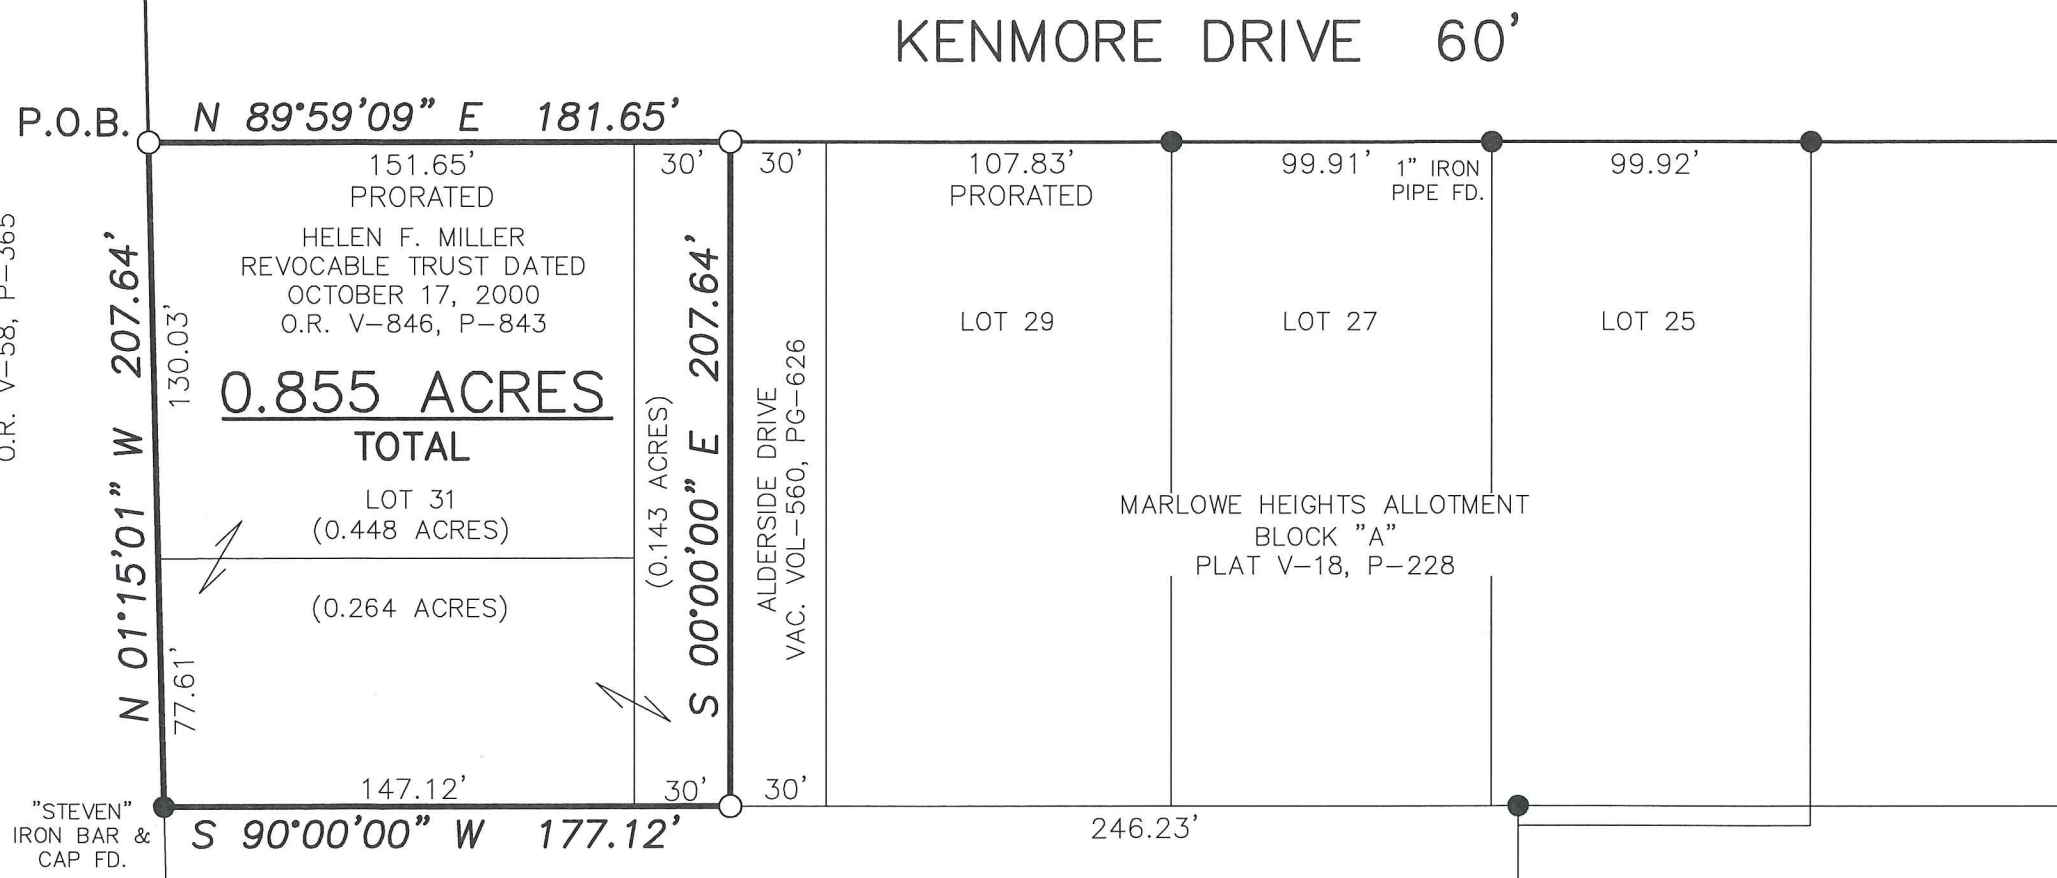 KENMORE DRIVE 60'
P.O.B.
N 89°59'09" E 181.65'
151.65'
PRORATED
30'
30'
107.83'
PRORATED
99.91'
1" IRON
PIPE FD.
99.92'
O.R. V-58, P-365
N 01°15'01" W 207.64'
130.03'
77.61'
HELEN F. MILLER
REVOCABLE TRUST DATED
OCTOBER 17, 2000
O.R. V-846, P-843
0.855 ACRES
TOTAL
LOT 31
(0.448 ACRES)
(0.264 ACRES)
(0.143 ACRES)
S 00°00'00" E 207.64'
ALDERSIDE DRIVE
VAC. VOL-560, PG-626
LOT 29
LOT 27
LOT 25
MARLOWE HEIGHTS ALLOTMENT
BLOCK "A"
PLAT V-18, P-228
147.12'
30'
30'
"STEVEN"
IRON BAR &
CAP FD.
S 90°00'00" W 177.12'
246.23'